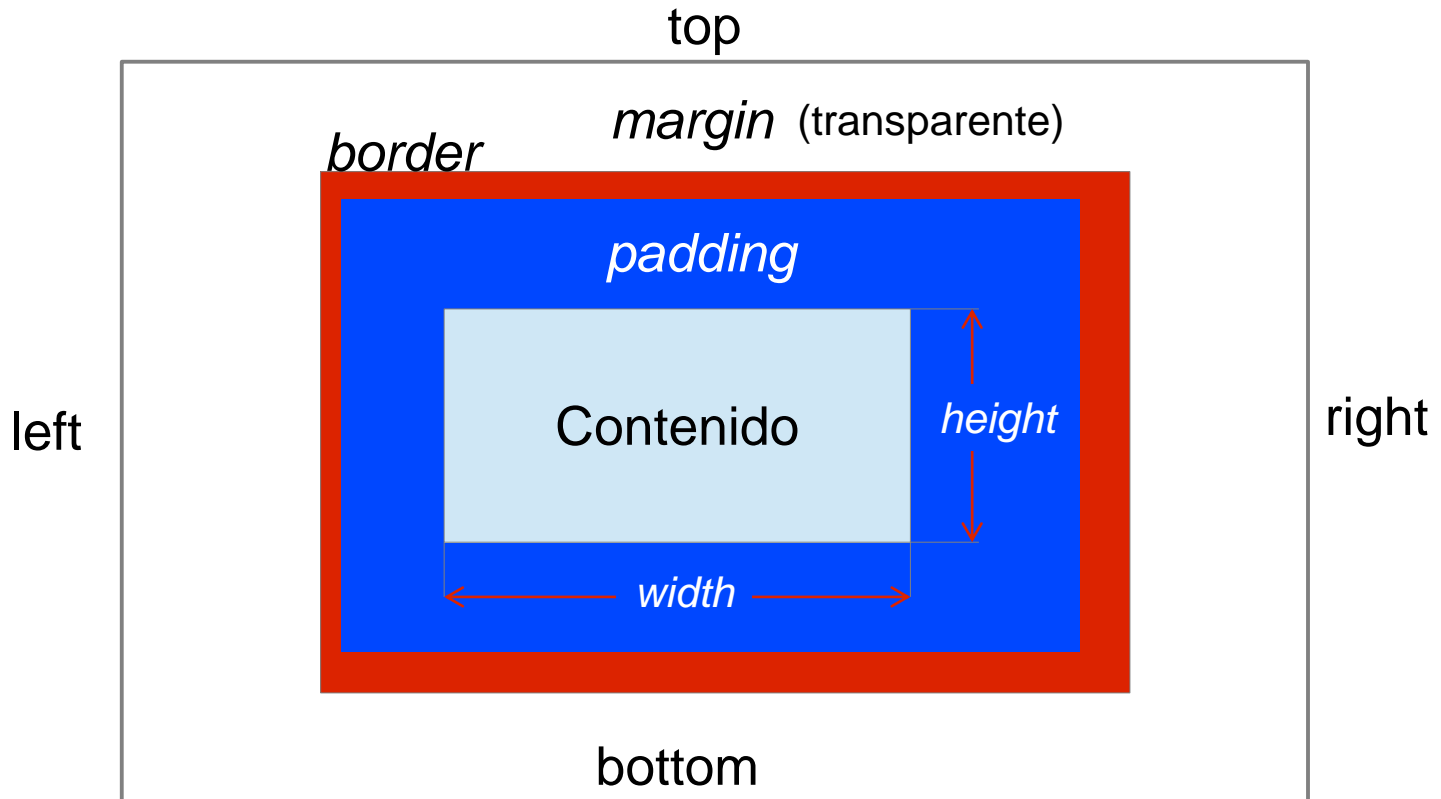 top
margin (transparente)
border
padding
left
Contenido
height
right
width
bottom